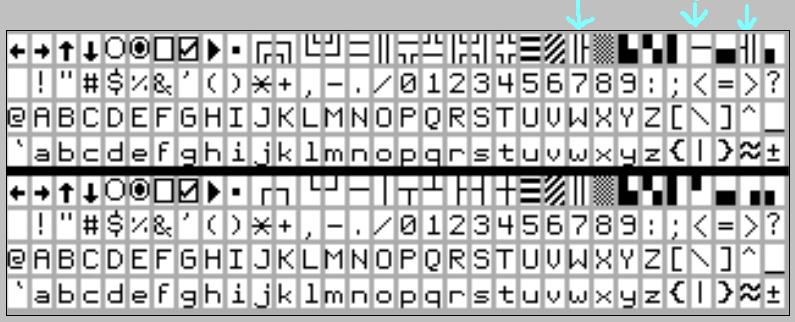 ←→↑↓○◉□☑▶▪┌┐└┘─│┬┴├┤┼
!"#$%&'()*+,-./0123456789:;<=>?
@ABCDEFGHIJKLMNOPQRSTUVWXYZ[\]^_
`abcdefghijklmnopqrstuvwxyz{|}≈±
←→↑↓○◉□☑▶▪┌┐└┘─│┬┴├┤┼
!"#$%&'()*+,-./0123456789:;<=>?
@ABCDEFGHIJKLMNOPQRSTUVWXYZ[\]^_
`abcdefghijklmnopqrstuvwxyz{|}≈±